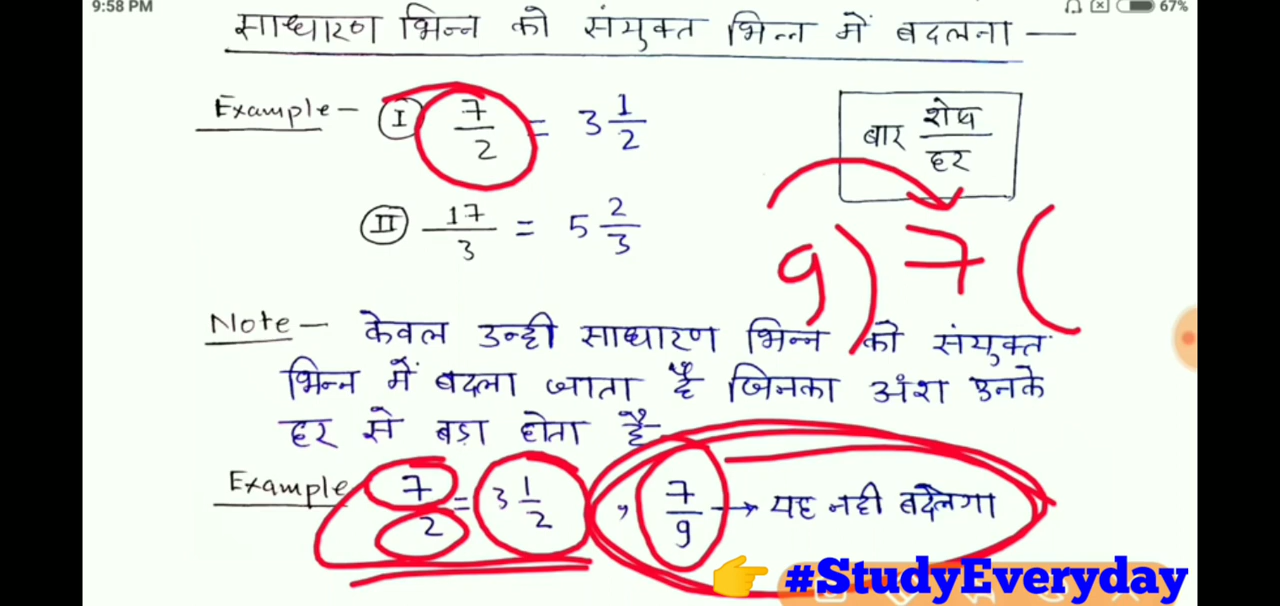 9:58 PM 67%
साधारण भिन्न को संयुक्त भिन्न में बदलना —
Example - (I) 7/2 = 3 1/2
बार शेष/हर
(II) 17/3 = 5 2/3
9) 7 (
Note - केवल उन्ही साधारण भिन्न को संयुक्त
भिन्न में बदला जाता है जिनका अंश उनके
हर से बड़ा होता है
Example 7/2 = 3 1/2 , 7/9 → यह नही बदलेगा
👉 #StudyEveryday